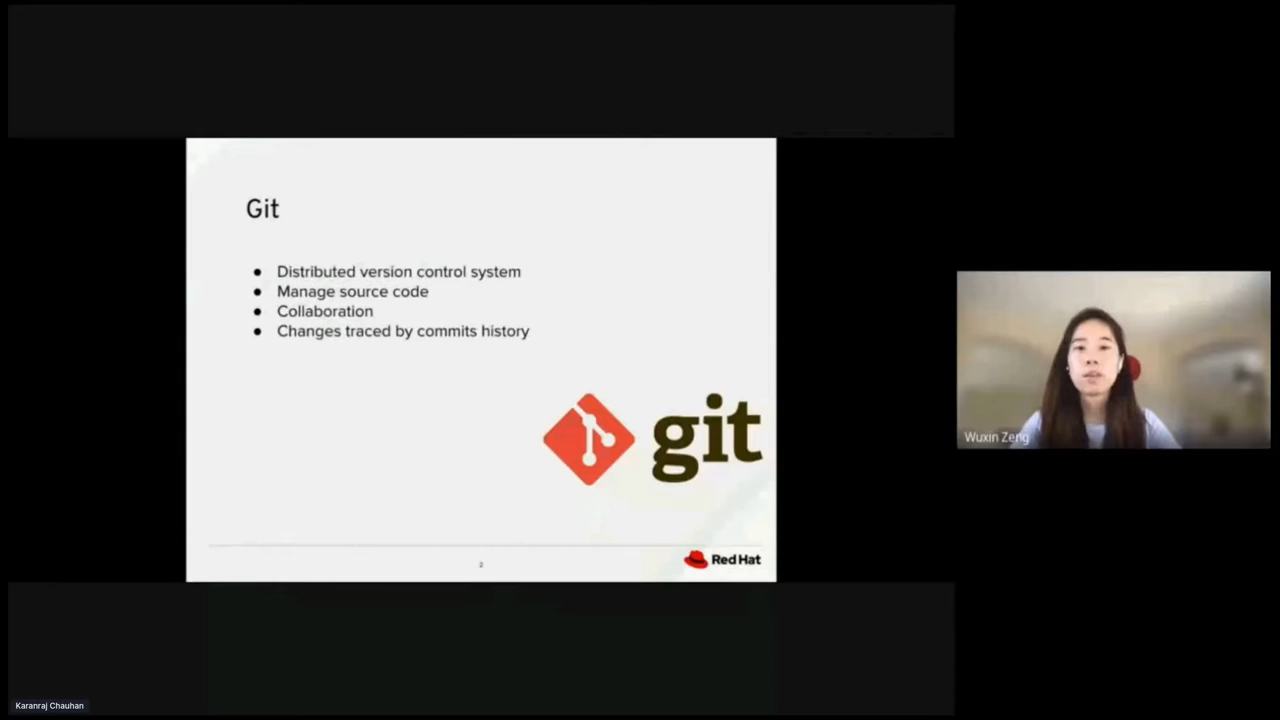 Git
● Distributed version control system
● Manage source code
● Collaboration
● Changes traced by commits history
git
2
Red Hat
Wuxin Zeng
Karanraj Chauhan